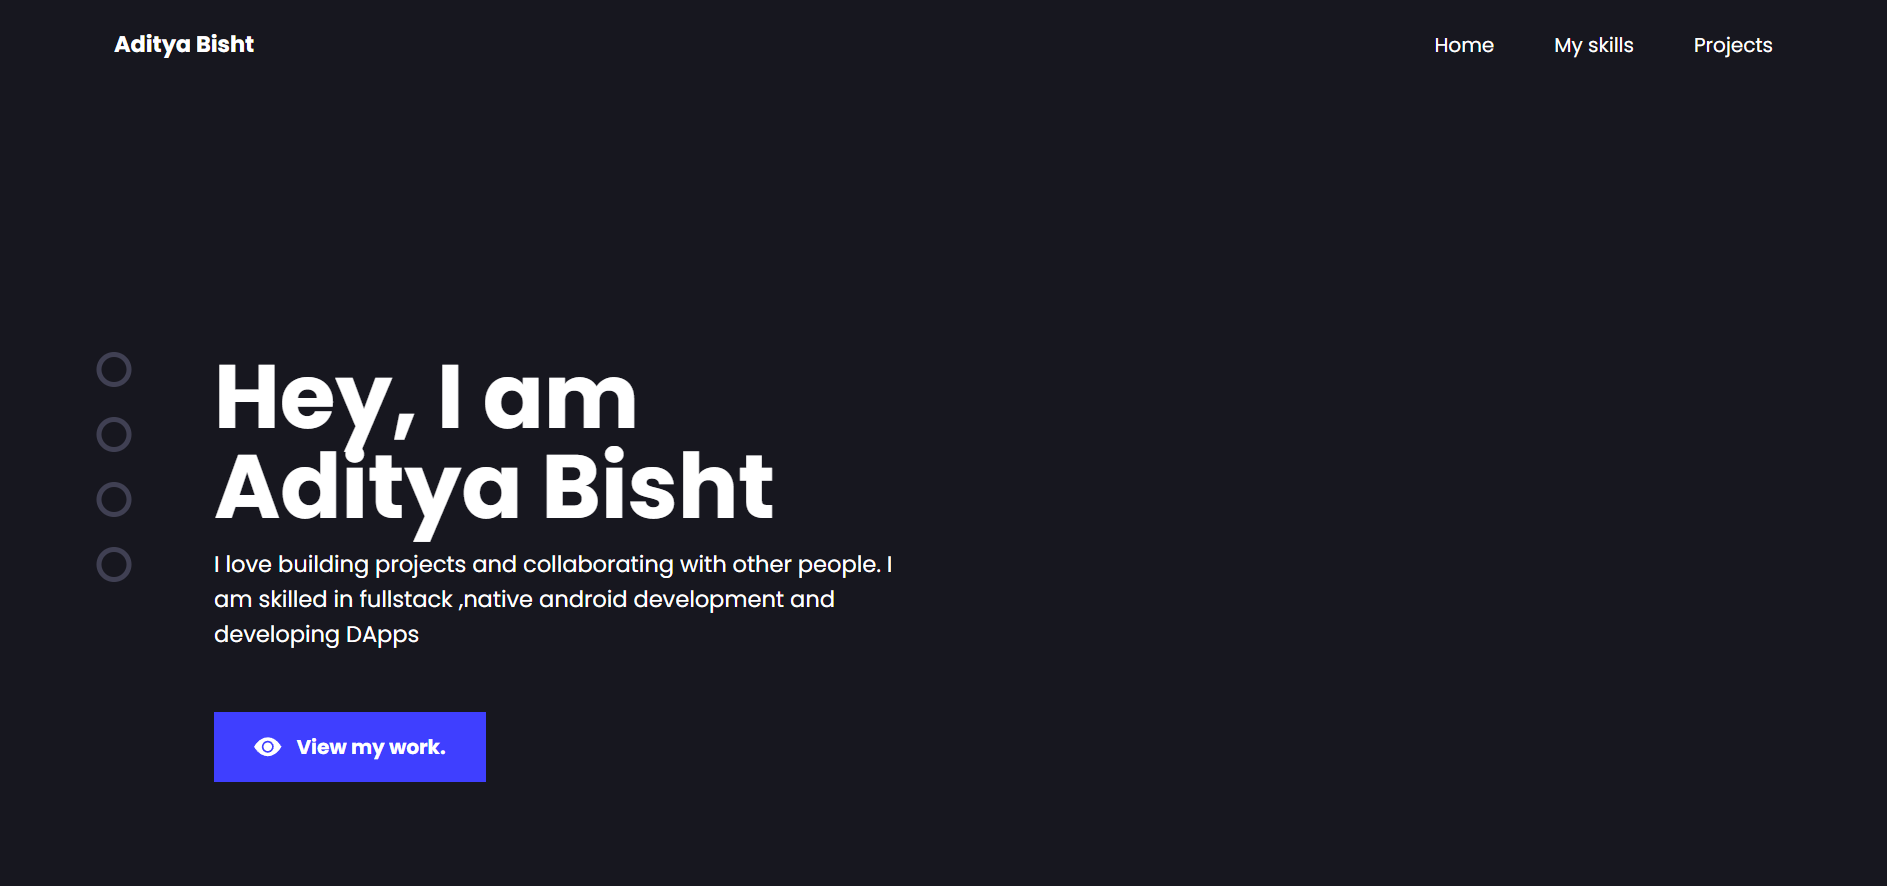 Aditya Bisht
Home
My skills
Projects
Hey, I am
Aditya Bisht
I love building projects and collaborating with other people. I
am skilled in fullstack ,native android development and
developing DApps
View my work.